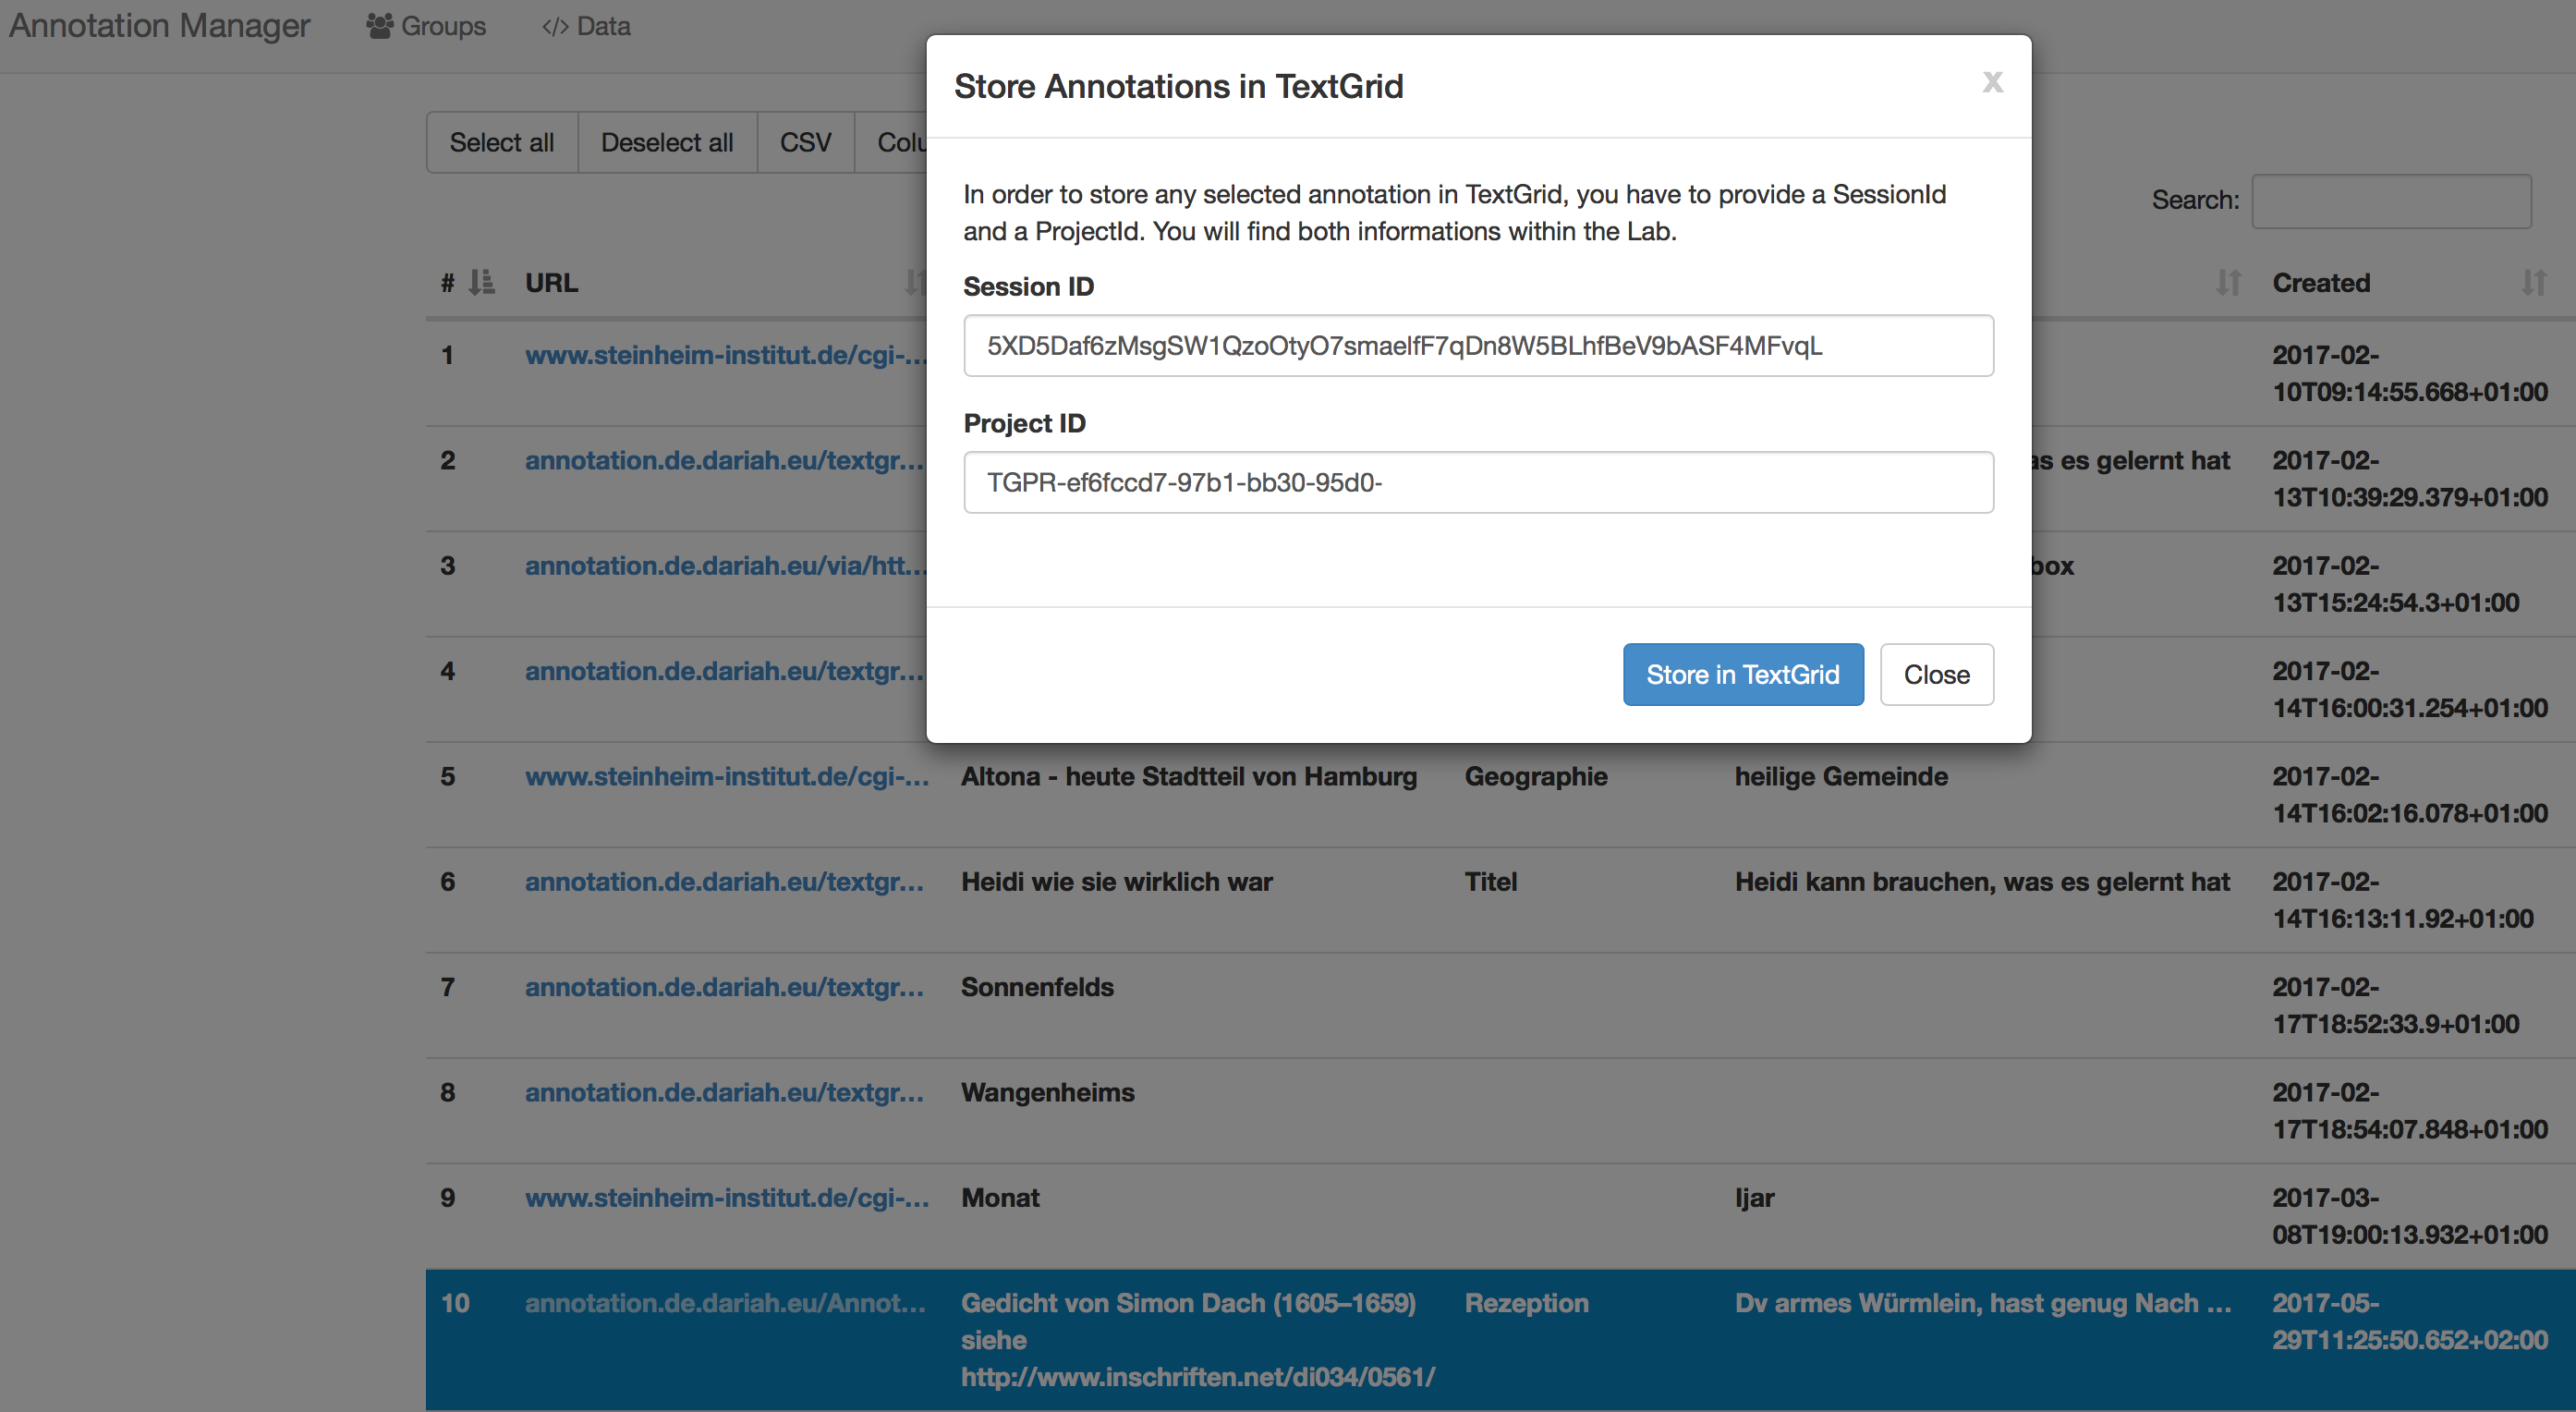 Annotation Manager Groups </> Data
Store Annotations in TextGrid x
Select all Deselect all CSV
In order to store any selected annotation in TextGrid, you have to provide a SessionId
and a ProjectId. You will find both informations within the Lab.
Search:
Session ID
5XD5Daf6zMsgSW1QzoOtyO7smaelfF7qDn8W5BLhfBeV9bASF4MFvqL
Project ID
TGPR-ef6fccd7-97b1-bb30-95d0-
Store in TextGrid Close
# URL Created
1 www.steinheim-institut.de/cgi-... 2017-02-
10T09:14:55.668+01:00
2 annotation.de.dariah.eu/textgr... es gelernt hat 2017-02-
13T10:39:29.379+01:00
3 annotation.de.dariah.eu/via/htt... 2017-02-
13T15:24:54.3+01:00
4 annotation.de.dariah.eu/textgr... 2017-02-
14T16:00:31.254+01:00
5 www.steinheim-institut.de/cgi-... Altona - heute Stadtteil von Hamburg Geographie heilige Gemeinde 2017-02-
14T16:02:16.078+01:00
6 annotation.de.dariah.eu/textgr... Heidi wie sie wirklich war Titel Heidi kann brauchen, was es gelernt hat 2017-02-
14T16:13:11.92+01:00
7 annotation.de.dariah.eu/textgr... Sonnenfelds 2017-02-
17T18:52:33.9+01:00
8 annotation.de.dariah.eu/textgr... Wangenheims 2017-02-
17T18:54:07.848+01:00
9 www.steinheim-institut.de/cgi-... Monat Ijar 2017-03-
08T19:00:13.932+01:00
10 annotation.de.dariah.eu/Annot... Gedicht von Simon Dach (1605–1659) Rezeption Dv armes Würmlein, hast genug Nach ... 2017-05-
siehe 29T11:25:50.652+02:00
http://www.inschriften.net/di034/0561/